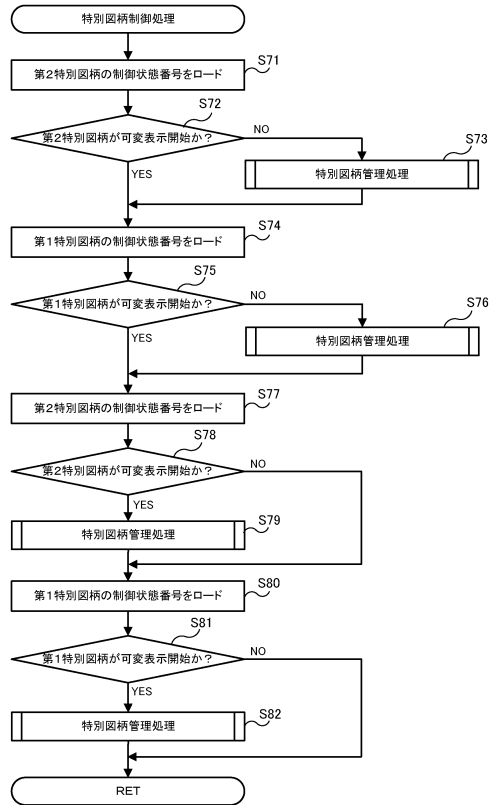 特別図柄制御処理
第2特別図柄の制御状態番号をロード
S71
第2特別図柄が可変表示開始か?
S72
NO
YES
特別図柄管理処理
S73
第1特別図柄の制御状態番号をロード
S74
第1特別図柄が可変表示開始か?
S75
NO
YES
特別図柄管理処理
S76
第2特別図柄の制御状態番号をロード
S77
第2特別図柄が可変表示開始か?
S78
NO
YES
特別図柄管理処理
S79
第1特別図柄の制御状態番号をロード
S80
第1特別図柄が可変表示開始か?
S81
NO
YES
特別図柄管理処理
S82
RET